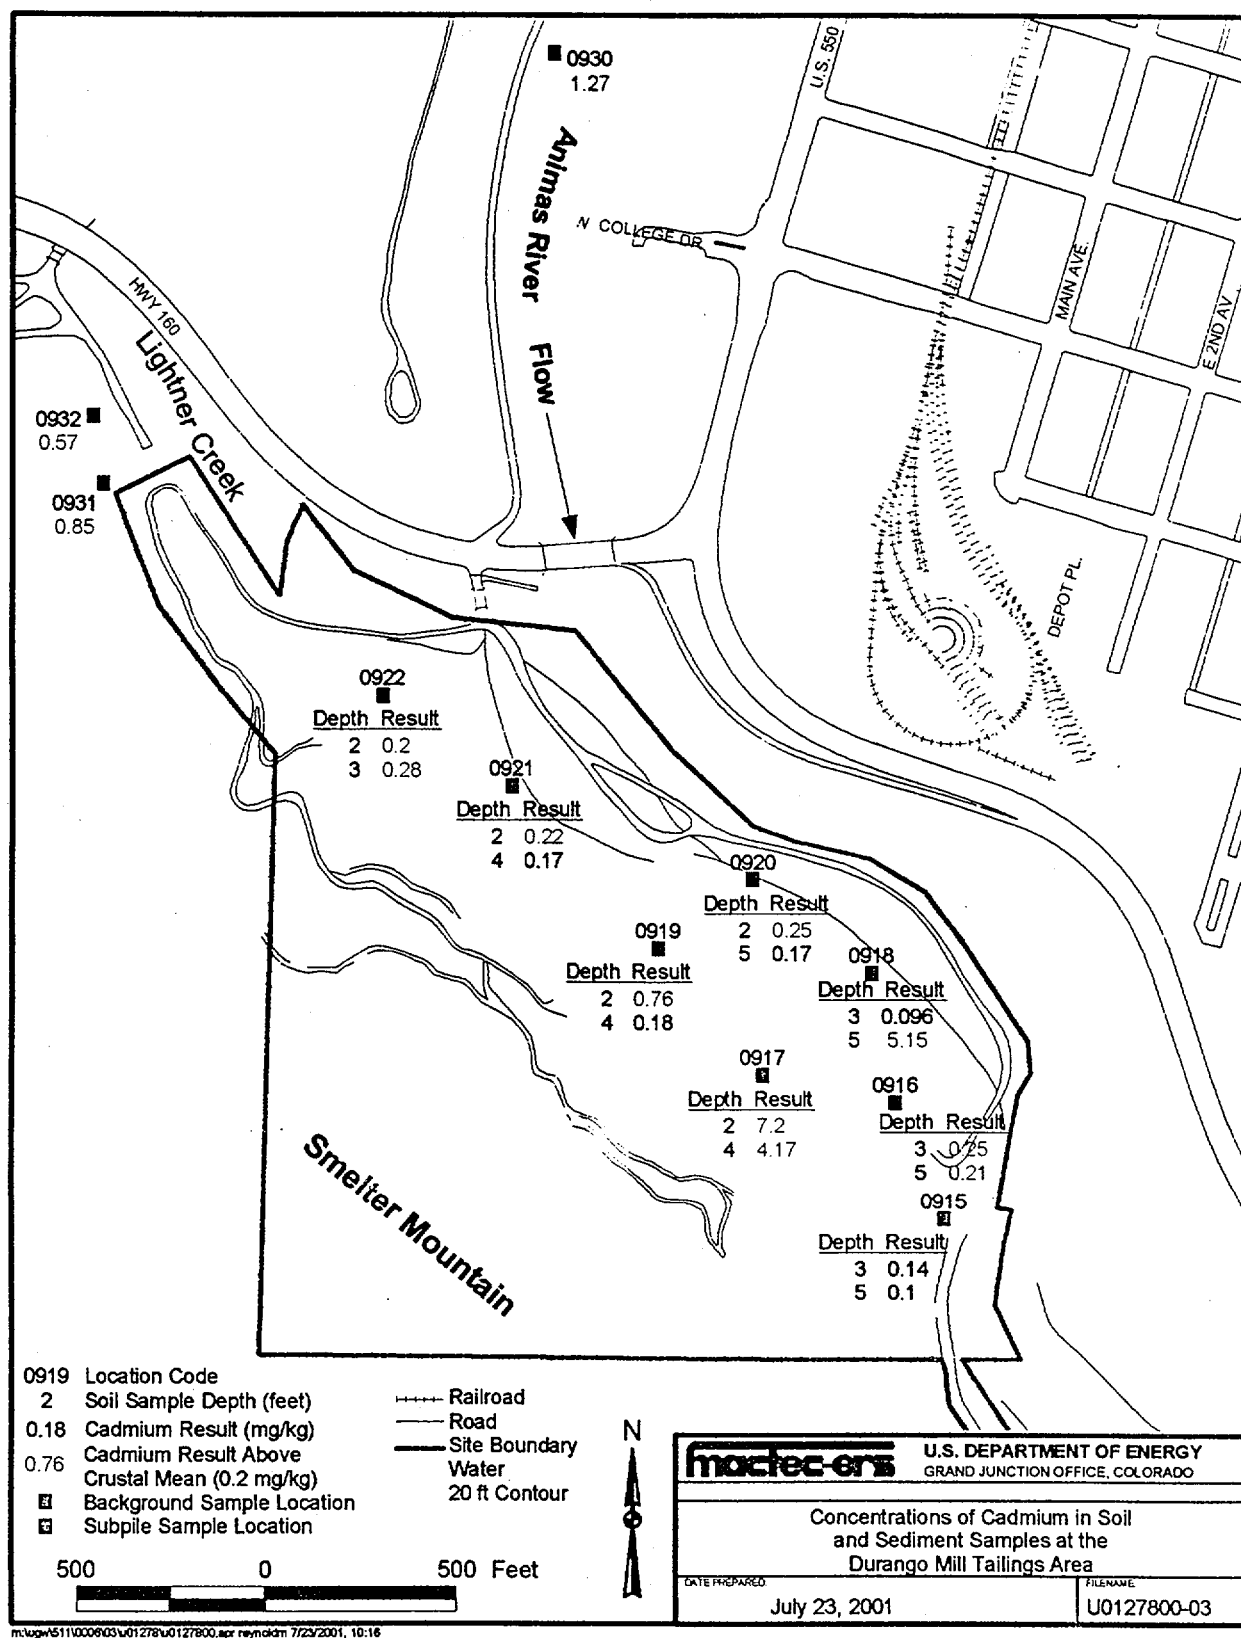 0930
1.27
U.S. 550
Animas River Flow
N COLLEGE DR
MAIN AVE.
E 2ND AV
HWY 160
Lightner Creek
0932
0.57
0931
0.85
DEPOT PL.
0922
Depth Result
2 0.2
3 0.28
0921
Depth Result
2 0.22
4 0.17
0920
Depth Result
2 0.25
5 0.17
0919
Depth Result
2 0.76
4 0.18
0918
Depth Result
3 0.096
5 5.15
0917
Depth Result
2 7.2
4 4.17
0916
Depth Result
3 0.25
5 0.21
0915
Depth Result
3 0.14
5 0.1
Smelter Mountain
0919 Location Code
2 Soil Sample Depth (feet)
0.18 Cadmium Result (mg/kg)
0.76 Cadmium Result Above
Crustal Mean (0.2 mg/kg)
Background Sample Location
Subpile Sample Location
Railroad
Road
Site Boundary
Water
20 ft Contour
N
500 0 500 Feet
mactec-ers
U.S. DEPARTMENT OF ENERGY
GRAND JUNCTION OFFICE, COLORADO
Concentrations of Cadmium in Soil
and Sediment Samples at the
Durango Mill Tailings Area
DATE PREPARED:
July 23, 2001
FILENAME:
U0127800-03
7/23/2001, 10:16